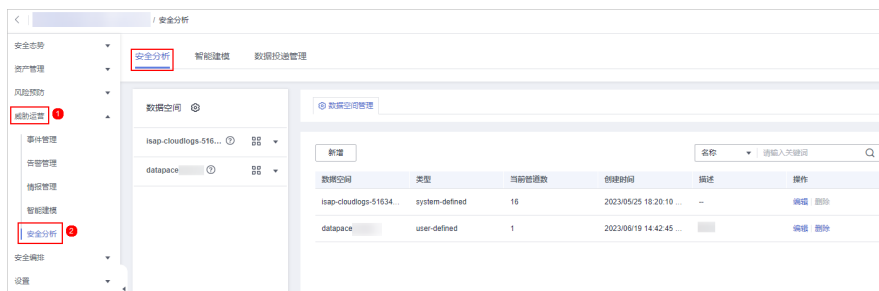 / 安全分析
安全态势
资产管理
风险预防
威胁运营 1
事件管理
告警管理
情报管理
智能建模
安全分析 2
安全编排
设置
安全分析 智能建模 数据投递管理
数据空间
isap-cloudlogs-516...
datapace
数据空间管理
新增 名称 请输入关键词
数据空间 类型 当前管道数 创建时间 描述 操作
isap-cloudlogs-51634... system-defined 16 2023/05/25 18:20:10 ... -- 编辑 删除
datapace user-defined 1 2023/06/19 14:42:45 ... 编辑 删除